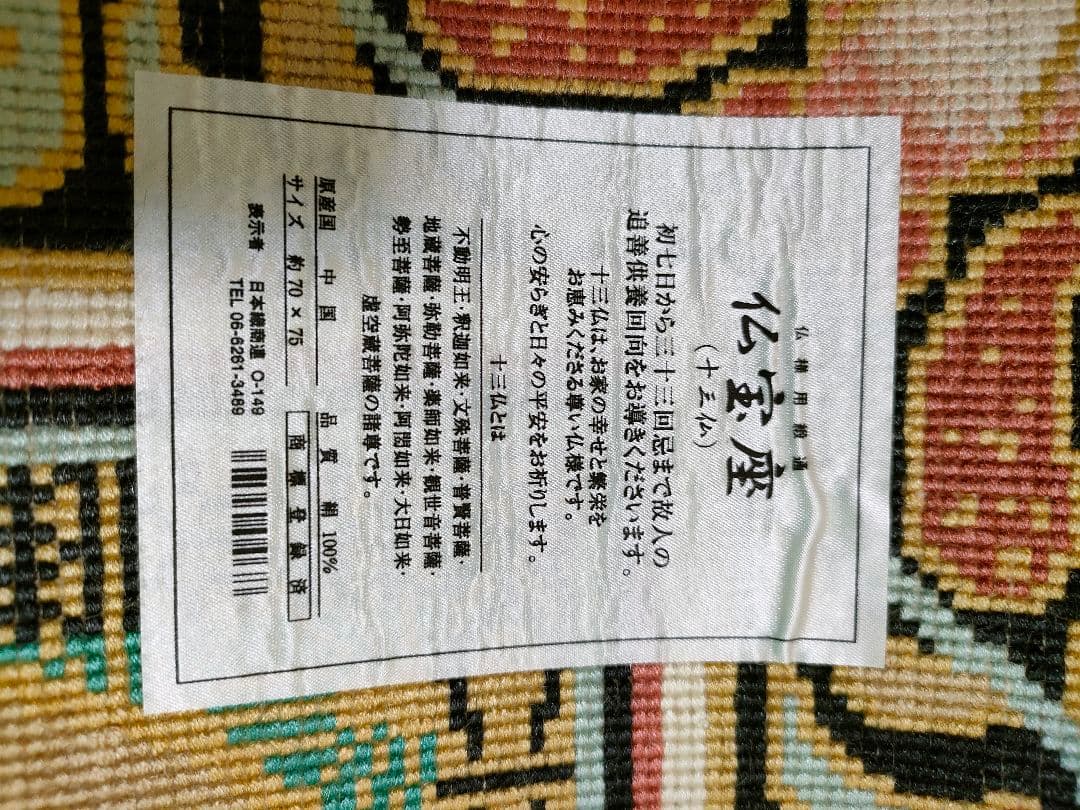 仏檀用緞通
仏宝座
(十三仏)
初七日から三十三回忌まで故人の
追善供養回向をお導きくださいます。
十三仏は、お家の幸せと繁栄を
お恵みくださる尊い仏様です。
心の安らぎと日々の平安をお祈りします。
十三仏とは
不動明王・釈迦如来・文殊菩薩・普賢菩薩・
地蔵菩薩・弥勒菩薩・薬師如来・観世音菩薩・
勢至菩薩・阿弥陀如来・阿閦如来・大日如来・
虚空蔵菩薩の諸尊です。
原産国 中国 品質 絹 100%
サイズ 約 70 × 75 商標登録済
表示者 日本繊商連 O-149
TEL 06-6261-3469